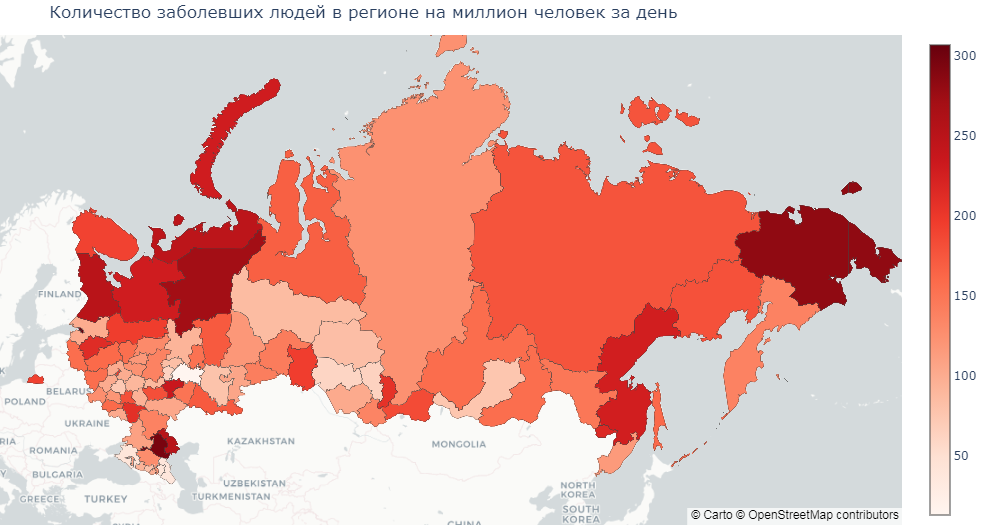 Количество заболевших людей в регионе на миллион человек за день
300
250
200
150
100
50
FINLAND
BELARUS
POLAND
UKRAINE
ROMANIA
BULGARIA
GREECE
TURKEY
KAZAKHSTAN
UZBEKISTAN
TURKMENISTAN
MONGOLIA
NORTH
KOREA
SOUTH
KOREA
CHINA
© Carto © OpenStreetMap contributors